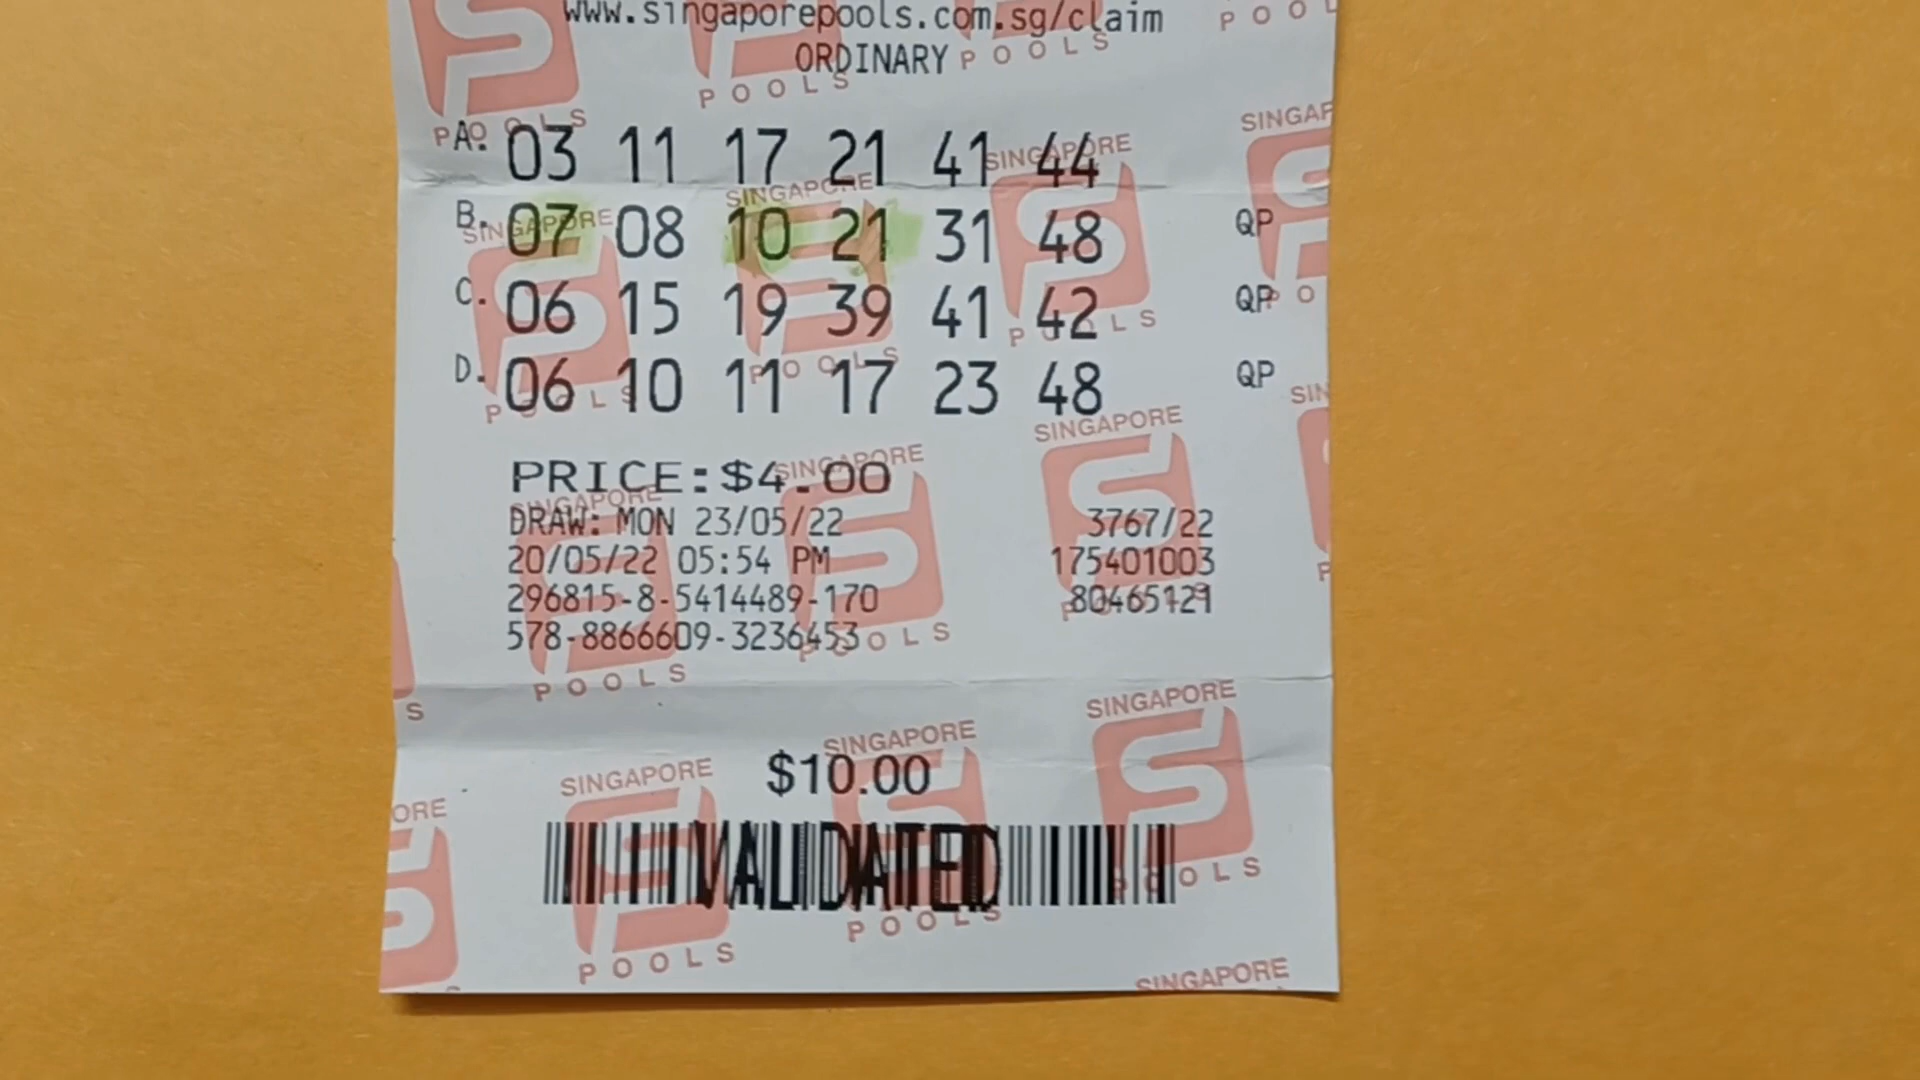 www.singaporepools.com.sg/claim
ORDINARY
A. 03 11 17 21 41 44
B. 07 08 10 21 31 48 QP
C. 06 15 19 39 41 42 QP
D. 06 10 11 17 23 48 QP
PRICE:$4.00
DRAW: MON 23/05/22 3767/22
20/05/22 05:54 PM 175401003
296815-8-5414489-170 80465121
578-8866609-3236453
$10.00
VALIDATED
SINGAPORE
POOLS